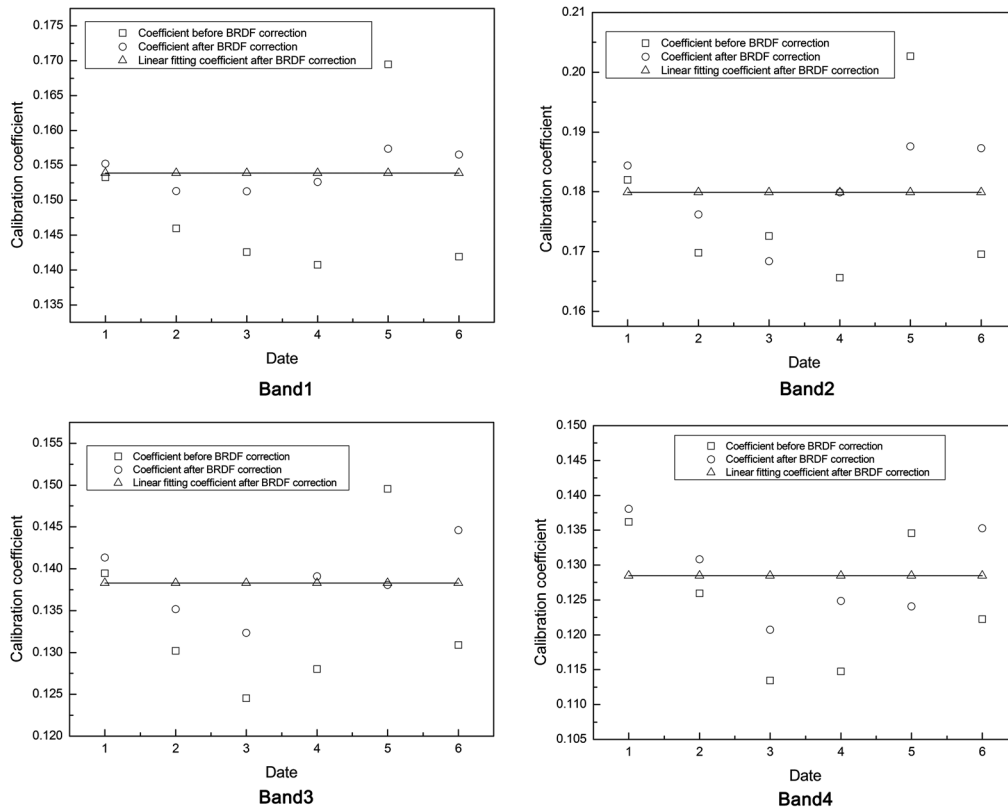 0.175
0.170
0.165
0.160
0.155
0.150
0.145
0.140
0.135
Calibration coefficient
Coefficient before BRDF correction
Coefficient after BRDF correction
Linear fitting coefficient after BRDF correction
1 2 3 4 5 6
Date
Band1
0.21
0.20
0.19
0.18
0.17
0.16
Calibration coefficient
Coefficient before BRDF correction
Coefficient after BRDF correction
Linear fitting coefficient after BRDF correction
1 2 3 4 5 6
Date
Band2
0.155
0.150
0.145
0.140
0.135
0.130
0.125
0.120
Calibration coefficient
Coefficient before BRDF correction
Coefficient after BRDF correction
Linear fitting coefficient after BRDF correction
1 2 3 4 5 6
Date
Band3
0.150
0.145
0.140
0.135
0.130
0.125
0.120
0.115
0.110
0.105
Calibration coefficient
Coefficient before BRDF correction
Coefficient after BRDF correction
Linear fitting coefficient after BRDF correction
1 2 3 4 5 6
Date
Band4